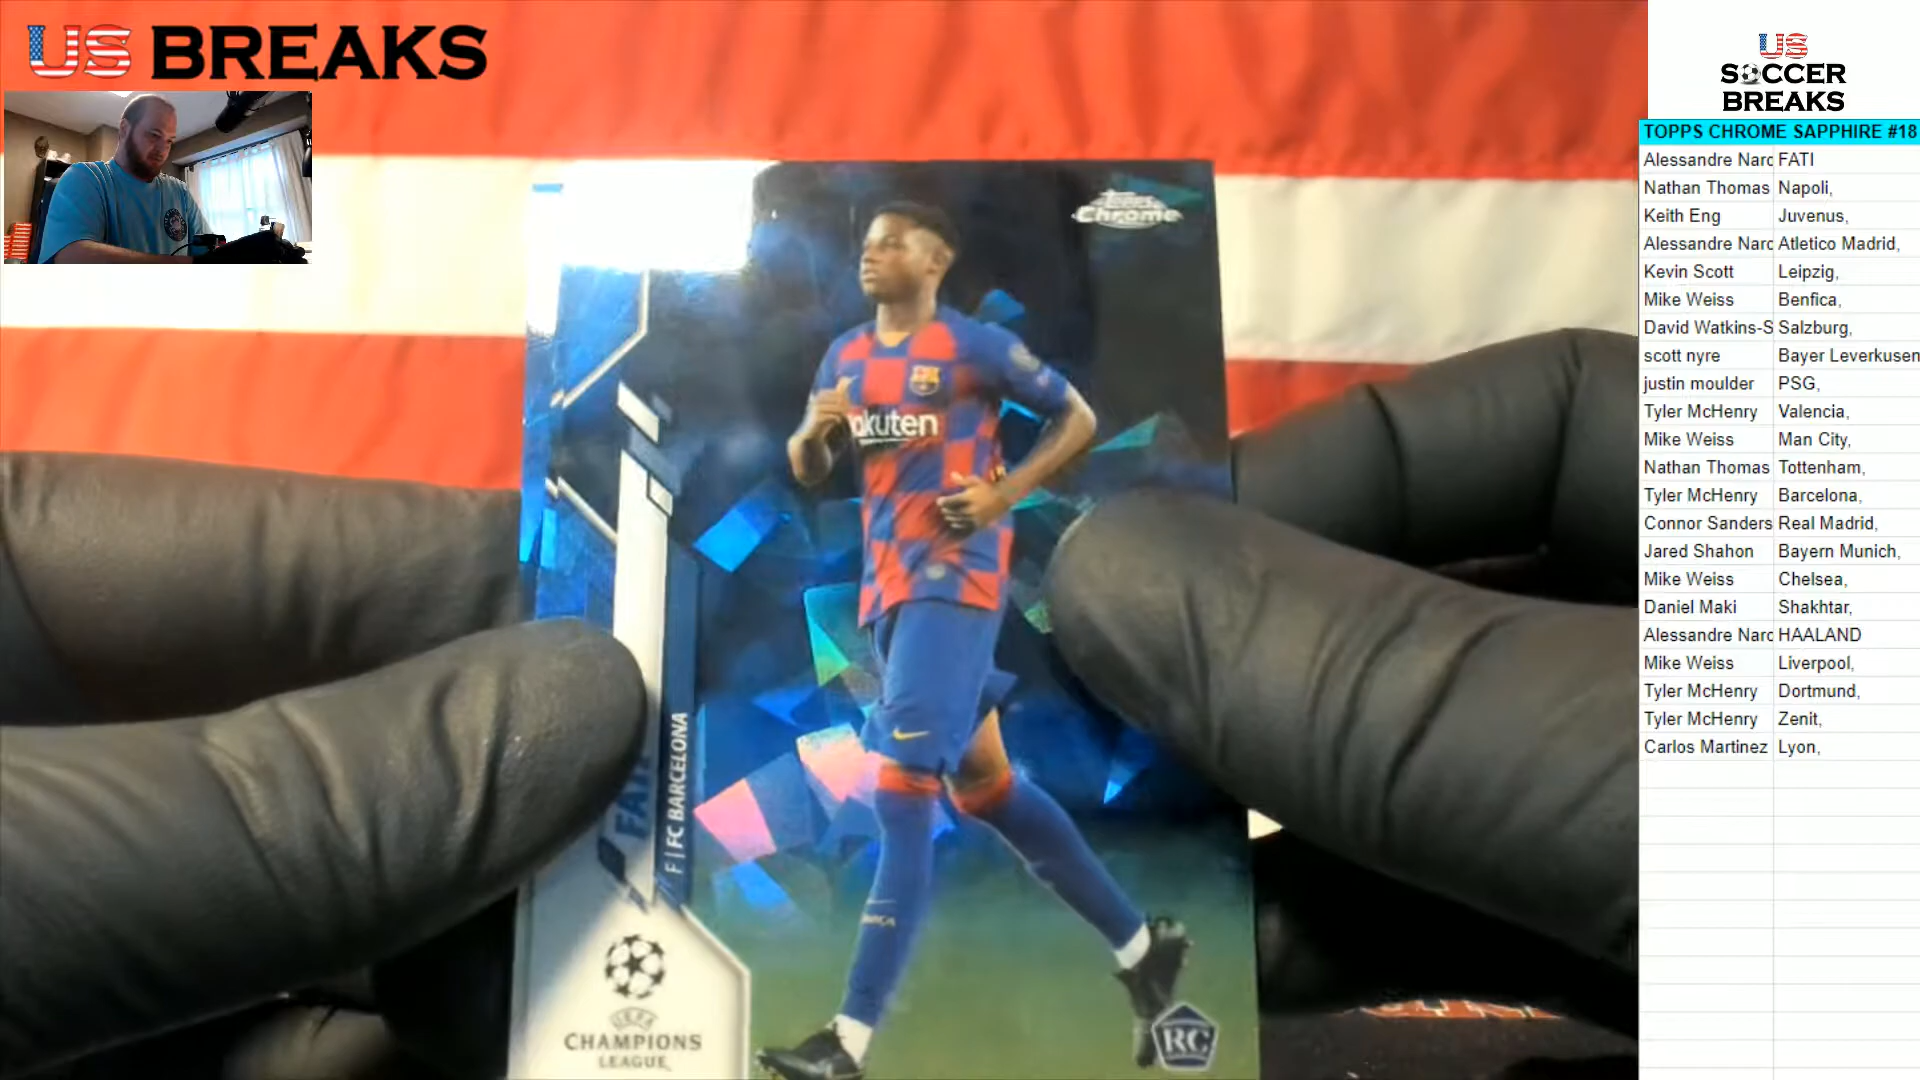 US BREAKS
US
SOCCER
BREAKS
TOPPS CHROME SAPPHIRE #18
Alessandre Narc FATI
Nathan Thomas Napoli,
Keith Eng Juvenus,
Alessandre Narc Atletico Madrid,
Kevin Scott Leipzig,
Mike Weiss Benfica,
David Watkins-S Salzburg,
scott nyre Bayer Leverkusen
justin moulder PSG,
Tyler McHenry Valencia,
Mike Weiss Man City,
Nathan Thomas Tottenham,
Tyler McHenry Barcelona,
Connor Sanders Real Madrid,
Jared Shahon Bayern Munich,
Mike Weiss Chelsea,
Daniel Maki Shakhtar,
Alessandre Narc HAALAND
Mike Weiss Liverpool,
Tyler McHenry Dortmund,
Tyler McHenry Zenit,
Carlos Martinez Lyon,
Topps
Chrome
Rakuten
F | FC BARCELONA
UEFA
CHAMPIONS
LEAGUE
RC